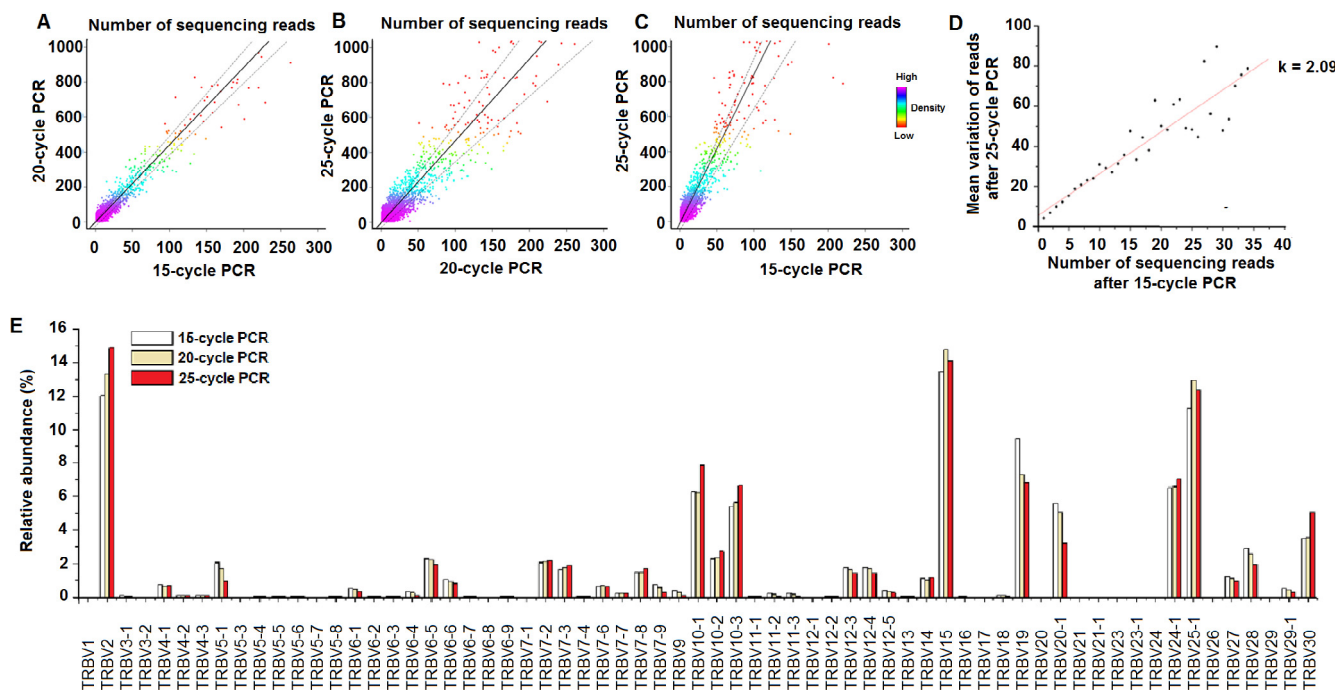 A
Number of sequencing reads
20-cycle PCR
1000
800
600
400
200
0
0 50 100 150 200 250 300
15-cycle PCR
B
Number of sequencing reads
25-cycle PCR
1000
800
600
400
200
0
0 50 100 150 200 250 300
20-cycle PCR
C
Number of sequencing reads
25-cycle PCR
1000
800
600
400
200
0
0 50 100 150 200 250 300
15-cycle PCR
High
Density
Low
D
Mean variation of reads
after 25-cycle PCR
100
80
60
40
20
0
k = 2.09
0 5 10 15 20 25 30 35 40
Number of sequencing reads
after 15-cycle PCR
E
Relative abundance (%)
16
14
12
10
8
6
4
2
0
15-cycle PCR
20-cycle PCR
25-cycle PCR
TRBV1
TRBV2
TRBV3-1
TRBV3-2
TRBV4-1
TRBV4-2
TRBV4-3
TRBV5-1
TRBV5-4
TRBV5-5
TRBV5-6
TRBV5-7
TRBV5-8
TRBV6-1
TRBV6-2
TRBV6-3
TRBV6-4
TRBV6-5
TRBV6-6
TRBV6-7
TRBV6-8
TRBV6-9
TRBV7-1
TRBV7-2
TRBV7-3
TRBV7-4
TRBV7-6
TRBV7-7
TRBV7-8
TRBV7-9
TRBV9
TRBV10-1
TRBV10-2
TRBV10-3
TRBV11-1
TRBV11-2
TRBV11-3
TRBV12-1
TRBV12-2
TRBV12-3
TRBV12-4
TRBV12-5
TRBV13
TRBV14
TRBV15
TRBV16
TRBV17
TRBV18
TRBV19
TRBV20
TRBV20-1
TRBV21
TRBV21-1
TRBV23
TRBV23-1
TRBV24
TRBV24-1
TRBV25-1
TRBV26
TRBV27
TRBV28
TRBV29
TRBV29-1
TRBV30